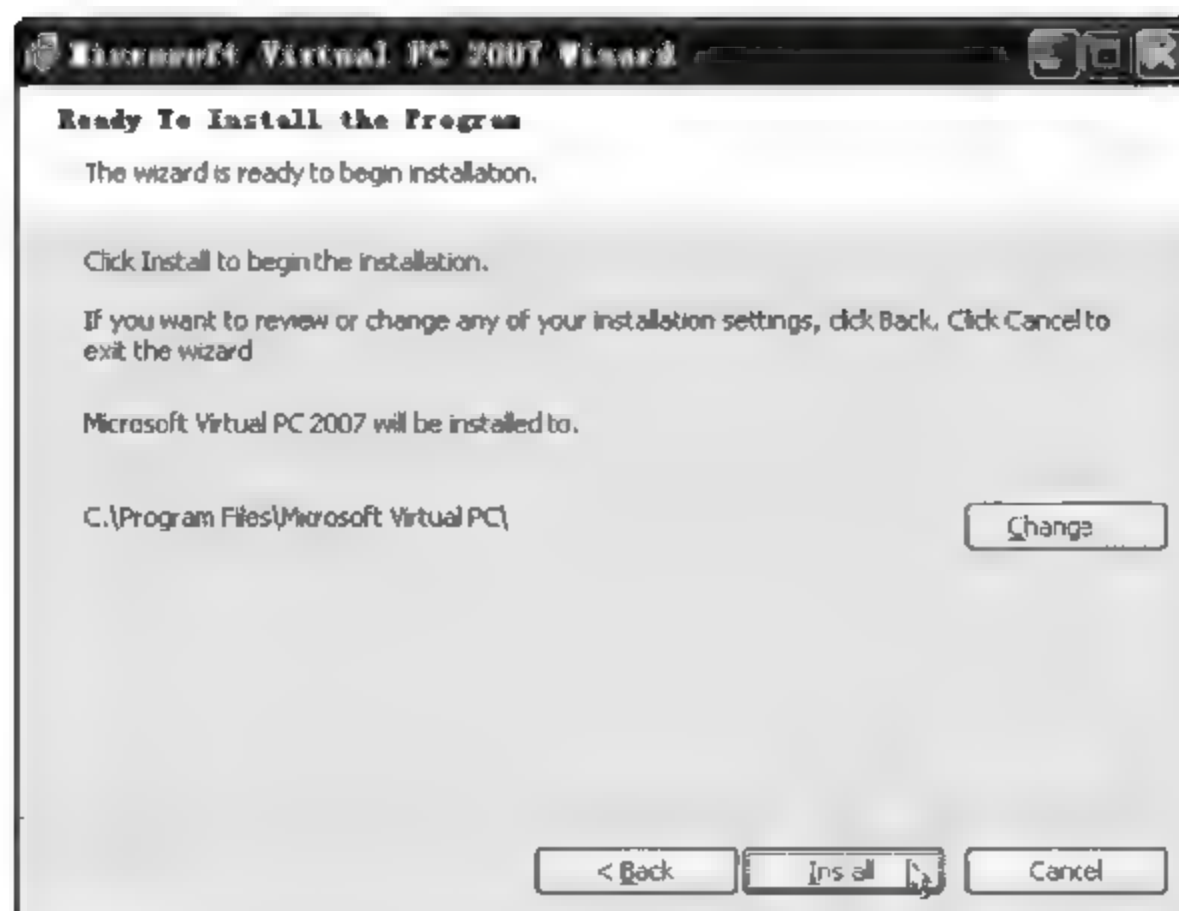 Microsoft Virtual PC 2007 Wizard
Ready To Install the Program
The wizard is ready to begin installation.
Click Install to begin the installation.
If you want to review or change any of your installation settings, click Back. Click Cancel to
exit the wizard
Microsoft Virtual PC 2007 will be installed to.
C.\Program Files\Microsoft Virtual PC\
Change
< Back
Ins all
Cancel